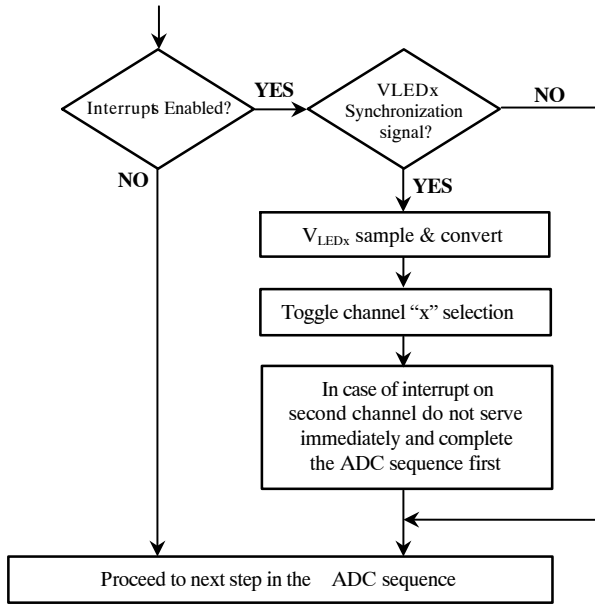 Interrupts Enabled?
YES
VLEDx
Synchronization
signal?
NO
NO
YES
VLEDx sample & convert
Toggle channel “x” selection
In case of interrupt on
second channel do not serve
immediately and complete
the ADC sequence first
Proceed to next step in the ADC sequence